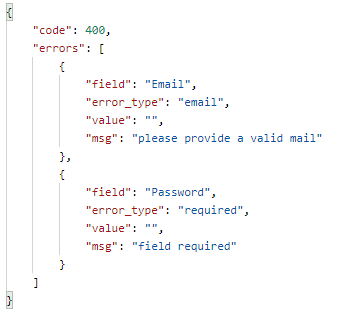 {
    "code": 400,
    "errors": [
        {
            "field": "Email",
            "error_type": "email",
            "value": "",
            "msg": "please provide a valid mail"
        },
        {
            "field": "Password",
            "error_type": "required",
            "value": "",
            "msg": "field required"
        }
    ]
}